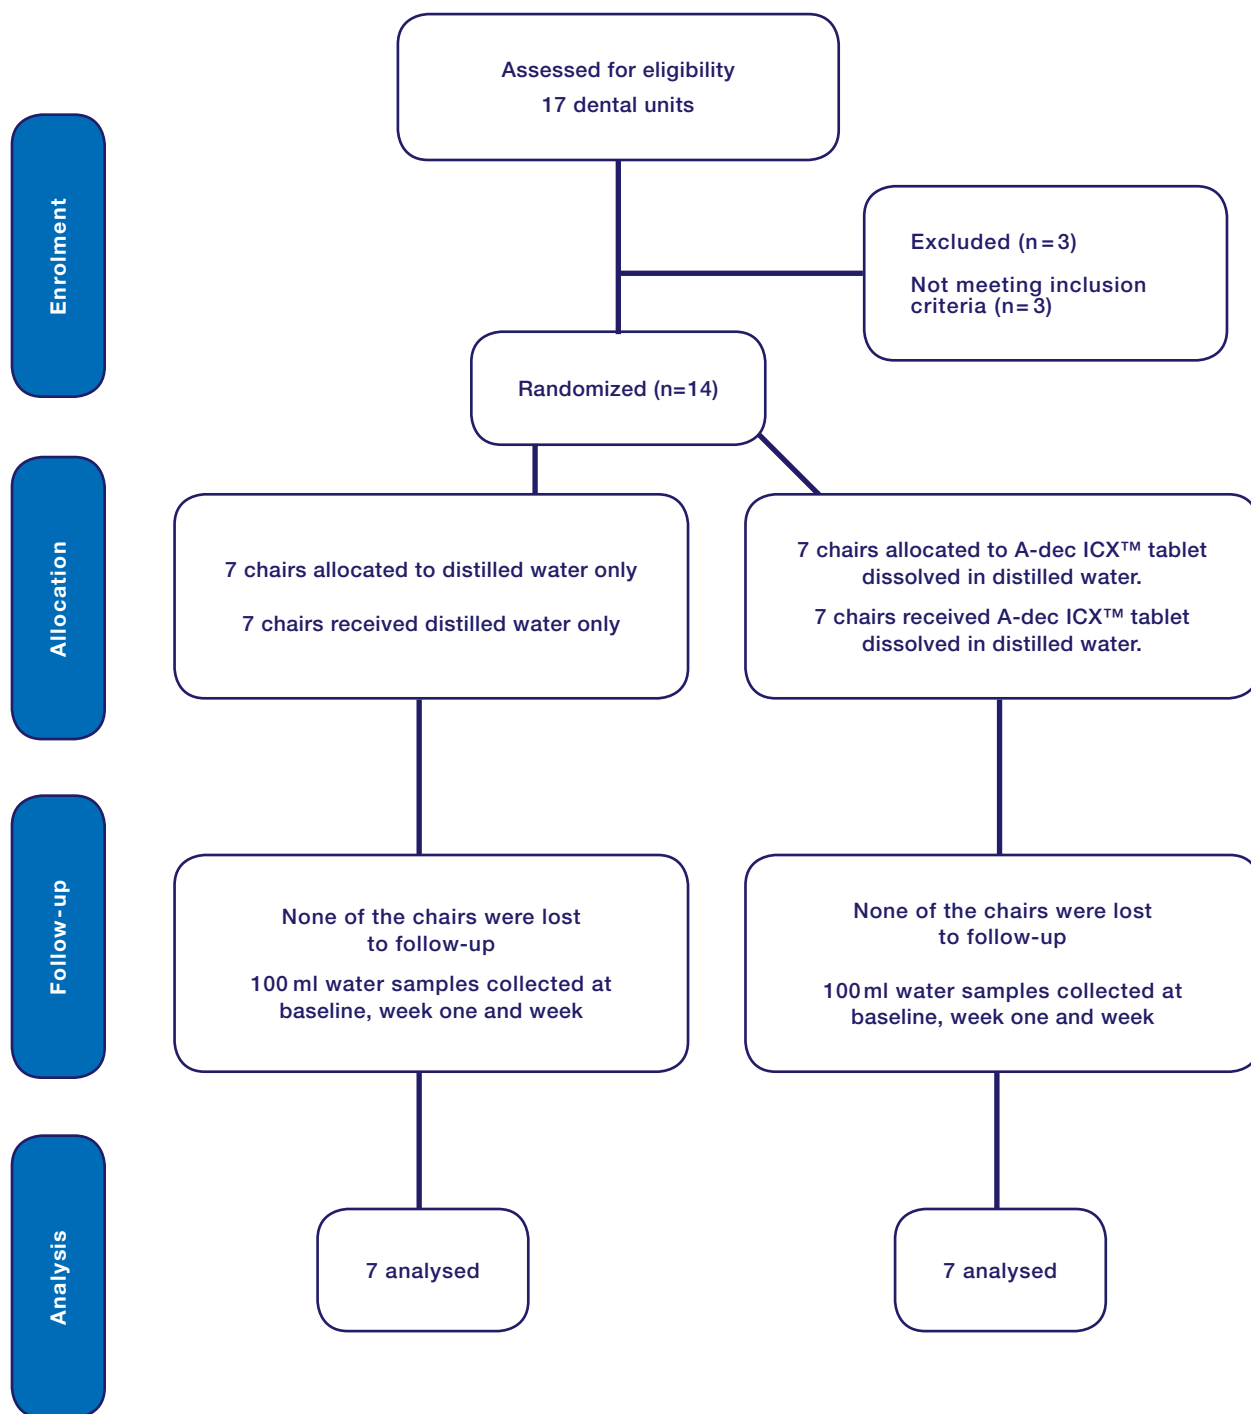 Assessed for eligibility
17 dental units
Enrolment
Excluded (n=3)
Not meeting inclusion
criteria (n=3)
Randomized (n=14)
Allocation
7 chairs allocated to distilled water only
7 chairs received distilled water only
7 chairs allocated to A-dec ICX™ tablet
dissolved in distilled water.
7 chairs received A-dec ICX™ tablet
dissolved in distilled water.
Follow-up
None of the chairs were lost
to follow-up
100 ml water samples collected at
baseline, week one and week
None of the chairs were lost
to follow-up
100 ml water samples collected at
baseline, week one and week
Analysis
7 analysed
7 analysed